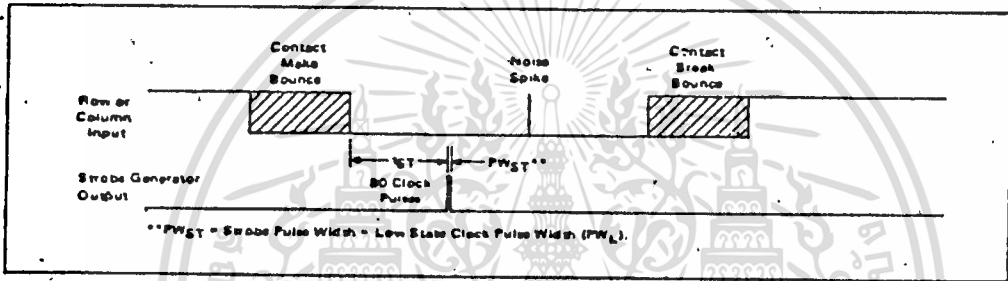 Contact
Make
Bounce
Noise
Spike
Contact
Break
Bounce
Row or
Column
Input
tST
PWST**
Strobe Generator
Output
80 Clock
Pulses
**PWST = Strobe Pulse Width = Low State Clock Pulse Width (PWL).